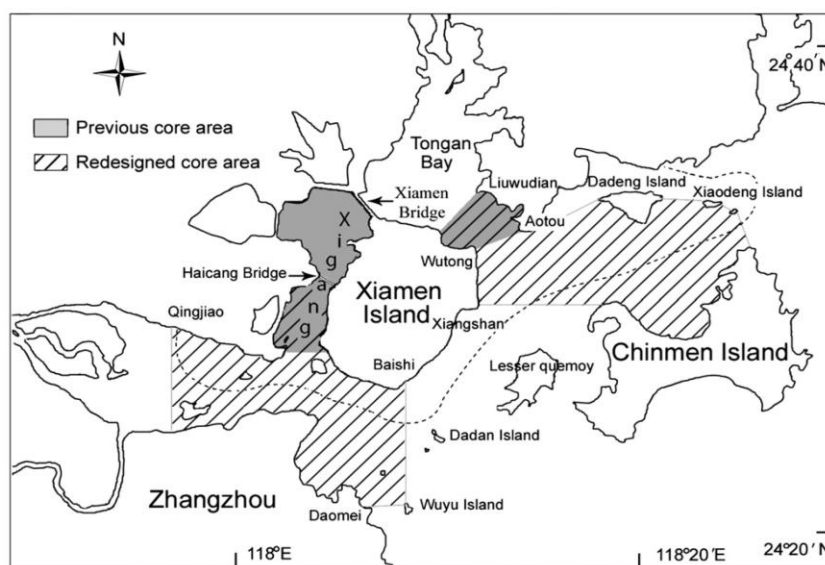 N
24°40′ N
Previous core area
Redesigned core area
Tongan
Bay
Liuwudian
Dadeng Island
Xiaodeng Island
Xiamen
Bridge
Aotou
X
i
g
a
n
g
Wutong
Haicang Bridge
Qingjiao
Xiamen
Island
Xiangshan
Baishi
Lesser quemoy
Chinmen Island
Dadan Island
Zhangzhou
Daomei
Wuyu Island
24°20′ N
118°E
118°20′E